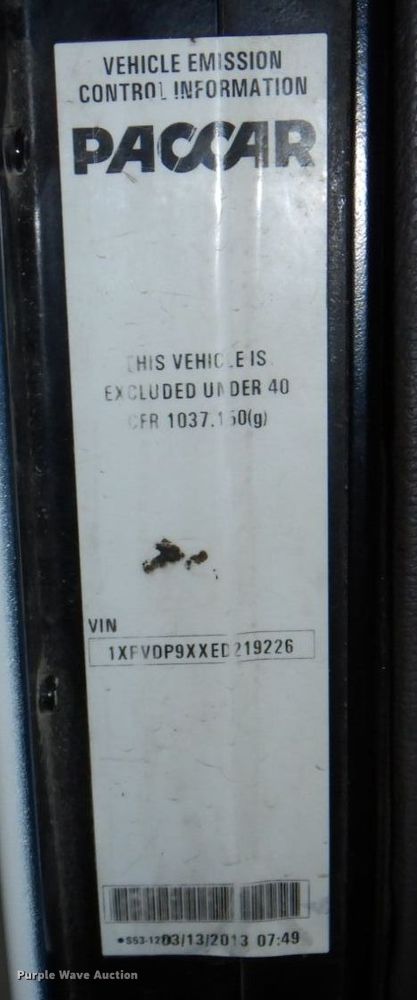 VEHICLE EMISSION
CONTROL INFORMATION
PACCAR
THIS VEHICLE IS
EXCLUDED UNDER 40
CFR 1037.150(g)
VIN
1XPVDP9XXED219226
03/13/2013 07:49
Purple Wave Auction